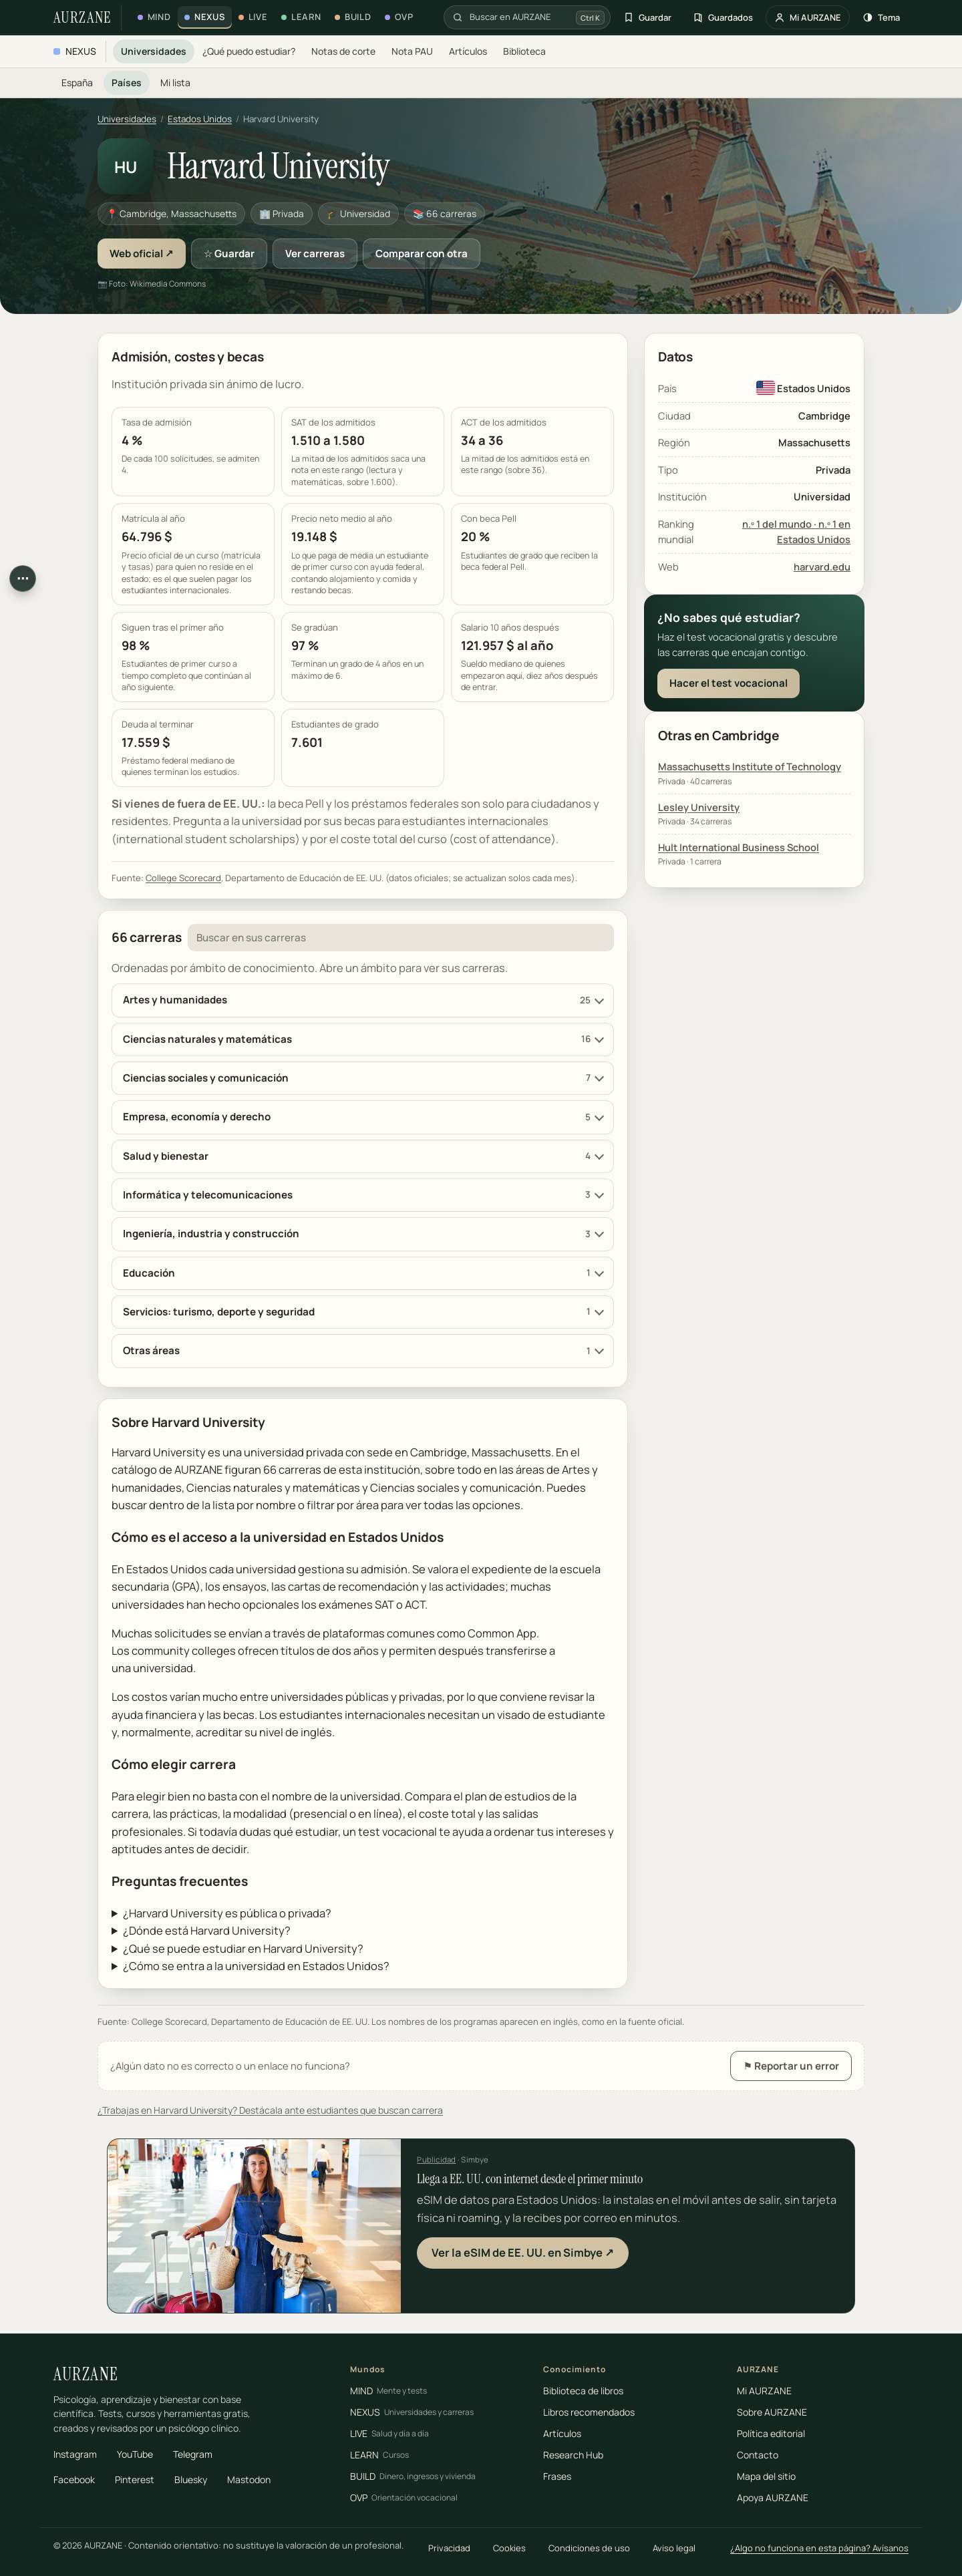 AURZANE
MIND NEXUS LIVE LEARN BUILD OVP
Buscar en AURZANE Ctrl K
Guardar Guardados Mi AURZANE Tema
NEXUS Universidades ¿Qué puedo estudiar? Notas de corte Nota PAU Artículos Biblioteca
España Países Mi lista
Universidades / Estados Unidos / Harvard University
HU
Harvard University
📍 Cambridge, Massachusetts 🏢 Privada 🎓 Universidad 📚 66 carreras
Web oficial ↗ ☆ Guardar Ver carreras Comparar con otra
📷 Foto: Wikimedia Commons
Admisión, costes y becas
Institución privada sin ánimo de lucro.
Tasa de admisión
4 %
De cada 100 solicitudes, se admiten
4.
SAT de los admitidos
1.510 a 1.580
La mitad de los admitidos saca una
nota en este rango (lectura y
matemáticas, sobre 1.600).
ACT de los admitidos
34 a 36
La mitad de los admitidos está en
este rango (sobre 36).
Matrícula al año
64.796 $
Precio oficial de un curso (matrícula
y tasas) para quien no reside en el
estado; es el que suelen pagar los
estudiantes internacionales.
Precio neto medio al año
19.148 $
Lo que paga de media un estudiante
de primer curso con ayuda federal,
contando alojamiento y comida y
restando becas.
Con beca Pell
20 %
Estudiantes de grado que reciben la
beca federal Pell.
Siguen tras el primer año
98 %
Estudiantes de primer curso a
tiempo completo que continúan al
año siguiente.
Se gradúan
97 %
Terminan un grado de 4 años en un
máximo de 6.
Salario 10 años después
121.957 $ al año
Sueldo mediano de quienes
empezaron aquí, diez años después
de entrar.
Deuda al terminar
17.559 $
Préstamo federal mediano de
quienes terminan los estudios.
Estudiantes de grado
7.601
Si vienes de fuera de EE. UU.: la beca Pell y los préstamos federales son solo para ciudadanos y
residentes. Pregunta a la universidad por sus becas para estudiantes internacionales
(international student scholarships) y por el coste total del curso (cost of attendance).
Fuente: College Scorecard, Departamento de Educación de EE. UU. (datos oficiales; se actualizan solos cada mes).
Datos
País Estados Unidos
Ciudad Cambridge
Región Massachusetts
Tipo Privada
Institución Universidad
Ranking mundial n.º 1 del mundo · n.º 1 en
Estados Unidos
Web harvard.edu
¿No sabes qué estudiar?
Haz el test vocacional gratis y descubre
las carreras que encajan contigo.
Hacer el test vocacional
Otras en Cambridge
Massachusetts Institute of Technology
Privada · 40 carreras
Lesley University
Privada · 34 carreras
Hult International Business School
Privada · 1 carrera
66 carreras Buscar en sus carreras
Ordenadas por ámbito de conocimiento. Abre un ámbito para ver sus carreras.
Artes y humanidades 25
Ciencias naturales y matemáticas 16
Ciencias sociales y comunicación 7
Empresa, economía y derecho 5
Salud y bienestar 4
Informática y telecomunicaciones 3
Ingeniería, industria y construcción 3
Educación 1
Servicios: turismo, deporte y seguridad 1
Otras áreas 1
Sobre Harvard University
Harvard University es una universidad privada con sede en Cambridge, Massachusetts. En el
catálogo de AURZANE figuran 66 carreras de esta institución, sobre todo en las áreas de Artes y
humanidades, Ciencias naturales y matemáticas y Ciencias sociales y comunicación. Puedes
buscar dentro de la lista por nombre o filtrar por área para ver todas las opciones.
Cómo es el acceso a la universidad en Estados Unidos
En Estados Unidos cada universidad gestiona su admisión. Se valora el expediente de la escuela
secundaria (GPA), los ensayos, las cartas de recomendación y las actividades; muchas
universidades han hecho opcionales los exámenes SAT o ACT.
Muchas solicitudes se envían a través de plataformas comunes como Common App.
Los community colleges ofrecen títulos de dos años y permiten después transferirse a
una universidad.
Los costos varían mucho entre universidades públicas y privadas, por lo que conviene revisar la
ayuda financiera y las becas. Los estudiantes internacionales necesitan un visado de estudiante
y, normalmente, acreditar su nivel de inglés.
Cómo elegir carrera
Para elegir bien no basta con el nombre de la universidad. Compara el plan de estudios de la
carrera, las prácticas, la modalidad (presencial o en línea), el coste total y las salidas
profesionales. Si todavía dudas qué estudiar, un test vocacional te ayuda a ordenar tus intereses y
aptitudes antes de decidir.
Preguntas frecuentes
¿Harvard University es pública o privada?
¿Dónde está Harvard University?
¿Qué se puede estudiar en Harvard University?
¿Cómo se entra a la universidad en Estados Unidos?
Fuente: College Scorecard, Departamento de Educación de EE. UU. Los nombres de los programas aparecen en inglés, como en la fuente oficial.
¿Algún dato no es correcto o un enlace no funciona?
⚑ Reportar un error
¿Trabajas en Harvard University? Destácala ante estudiantes que buscan carrera
Publicidad · Simbye
Llega a EE. UU. con internet desde el primer minuto
eSIM de datos para Estados Unidos: la instalas en el móvil antes de salir, sin tarjeta
física ni roaming, y la recibes por correo en minutos.
Ver la eSIM de EE. UU. en Simbye ↗
AURZANE
Psicología, aprendizaje y bienestar con base
científica. Tests, cursos y herramientas gratis,
creados y revisados por un psicólogo clínico.
Instagram YouTube Telegram
Facebook Pinterest Bluesky Mastodon
Mundos
MIND Mente y tests
NEXUS Universidades y carreras
LIVE Salud y día a día
LEARN Cursos
BUILD Dinero, ingresos y vivienda
OVP Orientación vocacional
Conocimiento
Biblioteca de libros
Libros recomendados
Artículos
Research Hub
Frases
AURZANE
Mi AURZANE
Sobre AURZANE
Política editorial
Contacto
Mapa del sitio
Apoya AURZANE
© 2026 AURZANE · Contenido orientativo: no sustituye la valoración de un profesional.
Privacidad Cookies Condiciones de uso Aviso legal ¿Algo no funciona en esta página? Avísanos